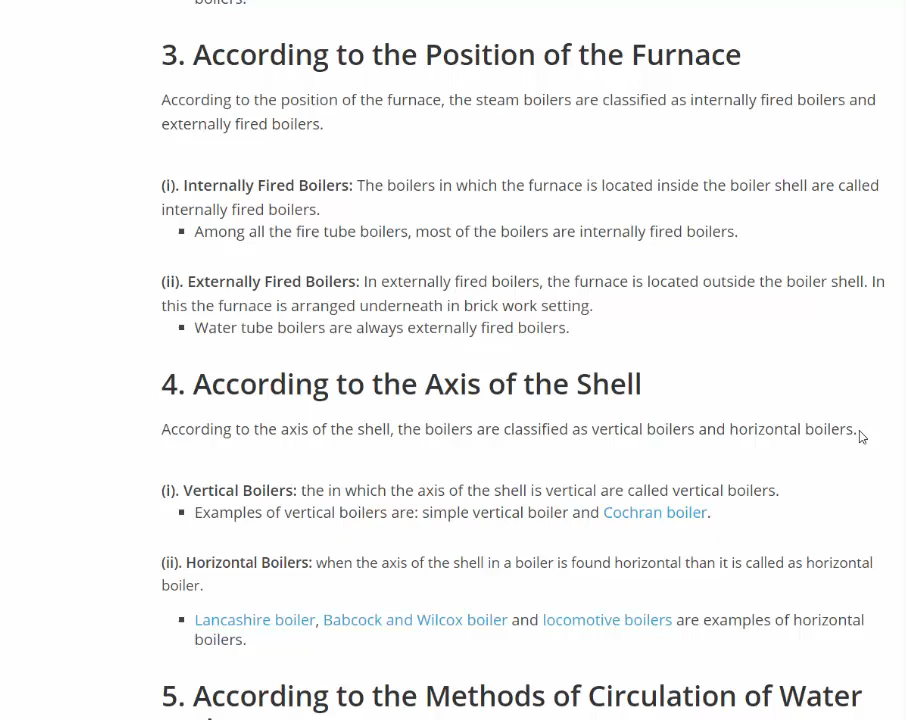 boilers.
3. According to the Position of the Furnace
According to the position of the furnace, the steam boilers are classified as internally fired boilers and
externally fired boilers.
(i). Internally Fired Boilers: The boilers in which the furnace is located inside the boiler shell are called
internally fired boilers.
▪ Among all the fire tube boilers, most of the boilers are internally fired boilers.
(ii). Externally Fired Boilers: In externally fired boilers, the furnace is located outside the boiler shell. In
this the furnace is arranged underneath in brick work setting.
▪ Water tube boilers are always externally fired boilers.
4. According to the Axis of the Shell
According to the axis of the shell, the boilers are classified as vertical boilers and horizontal boilers.
(i). Vertical Boilers: the in which the axis of the shell is vertical are called vertical boilers.
▪ Examples of vertical boilers are: simple vertical boiler and Cochran boiler.
(ii). Horizontal Boilers: when the axis of the shell in a boiler is found horizontal than it is called as horizontal
boiler.
▪ Lancashire boiler, Babcock and Wilcox boiler and locomotive boilers are examples of horizontal
boilers.
5. According to the Methods of Circulation of Water